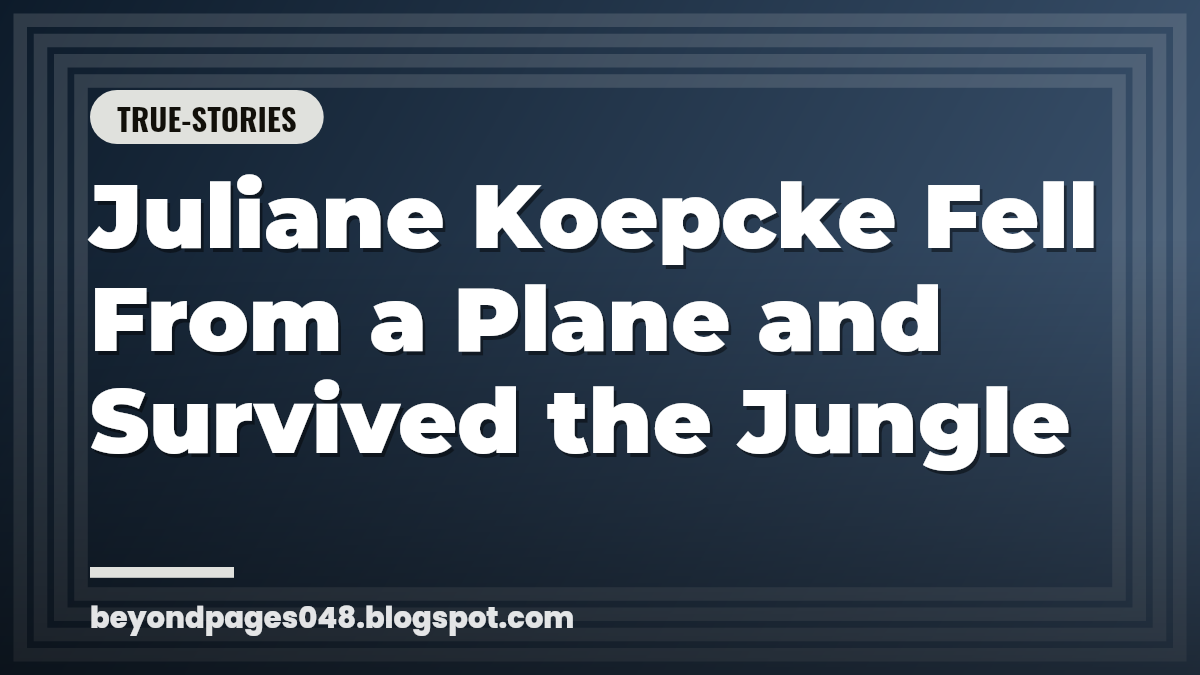 TRUE-STORIES
Juliane Koepcke Fell
From a Plane and
Survived the Jungle
beyondpages048.blogspot.com